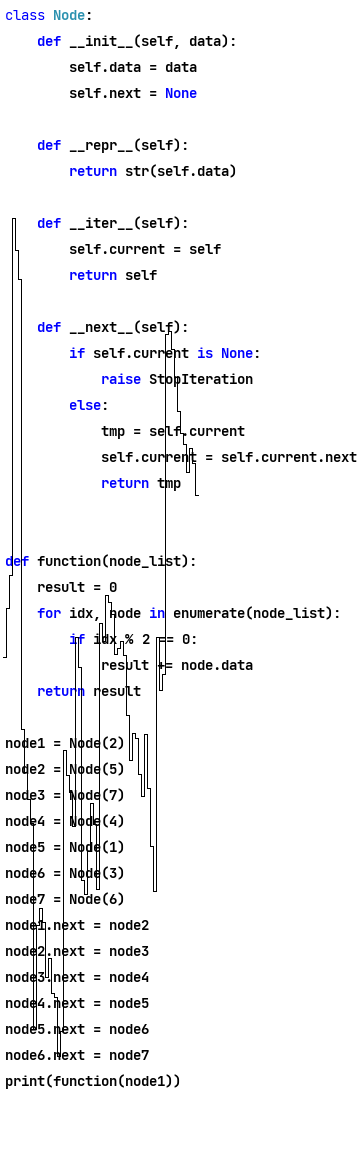 class Node:
    def __init__(self, data):
        self.data = data
        self.next = None
    def __repr__(self):
        return str(self.data)
    def __iter__(self):
        self.current = self
        return self
    def __next__(self):
        if self.current is None:
            raise StopIteration
        else:
            tmp = self.current
            self.current = self.current.next
            return tmp
def function(node_list):
    result = 0
    for idx, node in enumerate(node_list):
        if idx % 2 == 0:
            result += node.data
    return result
node1 = Node(2)
node2 = Node(5)
node3 = Node(7)
node4 = Node(4)
node5 = Node(1)
node6 = Node(3)
node7 = Node(6)
node1.next = node2
node2.next = node3
node3.next = node4
node4.next = node5
node5.next = node6
node6.next = node7
print(function(node1))